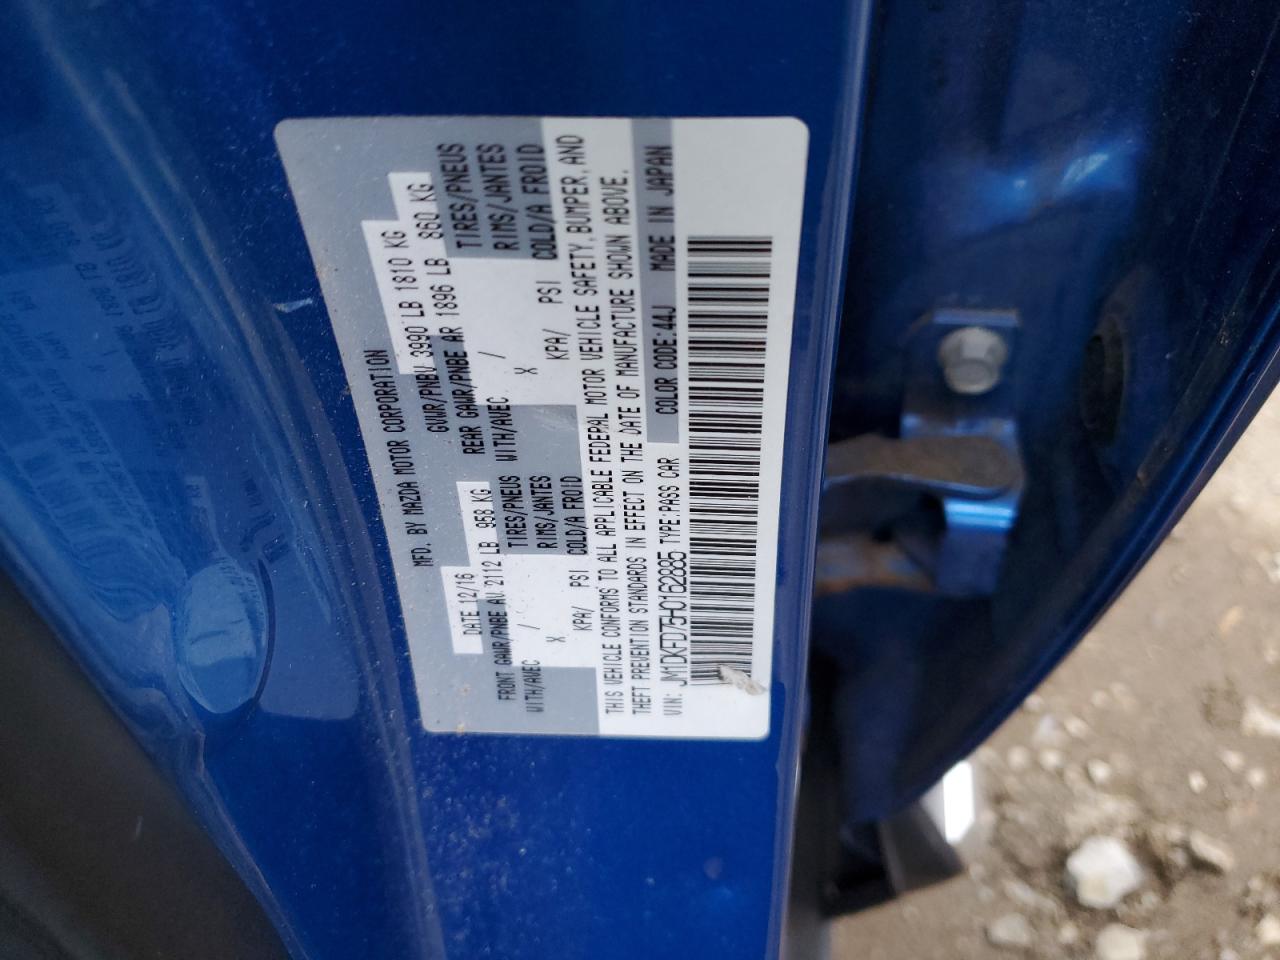 MFD. BY MAZDA MOTOR CORPORATION
DATE 12/16 GVWR/PNBV 3990 LB 1810 KG
FRONT GAWR/PNBE AV 2112 LB 958 KG REAR GAWR/PNBE AR 1896 LB 860 KG
WITH/AVEC / TIRES/PNEUS WITH/AVEC / TIRES/PNEUS
X RIMS/JANTES X RIMS/JANTES
KPA/ PSI COLD/A FROID KPA/ PSI COLD/A FROID
THIS VEHICLE CONFORMS TO ALL APPLICABLE FEDERAL MOTOR VEHICLE SAFETY, BUMPER, AND
THEFT PREVENTION STANDARDS IN EFFECT ON THE DATE OF MANUFACTURE SHOWN ABOVE.
VIN: JM1DKFD75H0162885 TYPE:PASS CAR COLOR CODE:44J MADE IN JAPAN